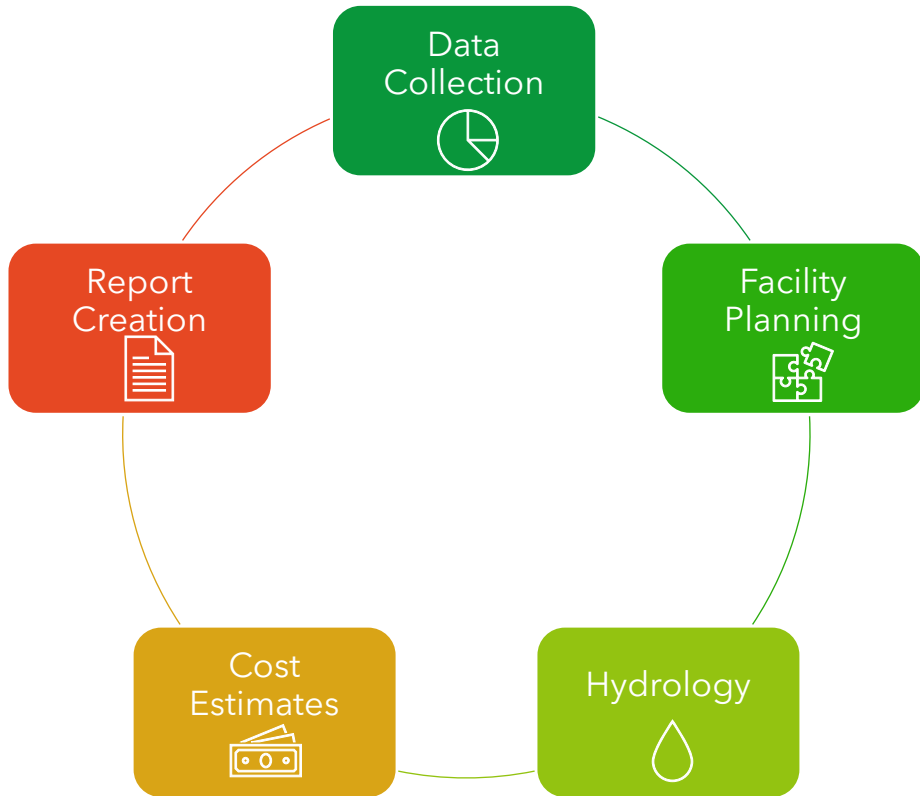 Data
Collection
Facility
Planning
Hydrology
Cost
Estimates
Report
Creation